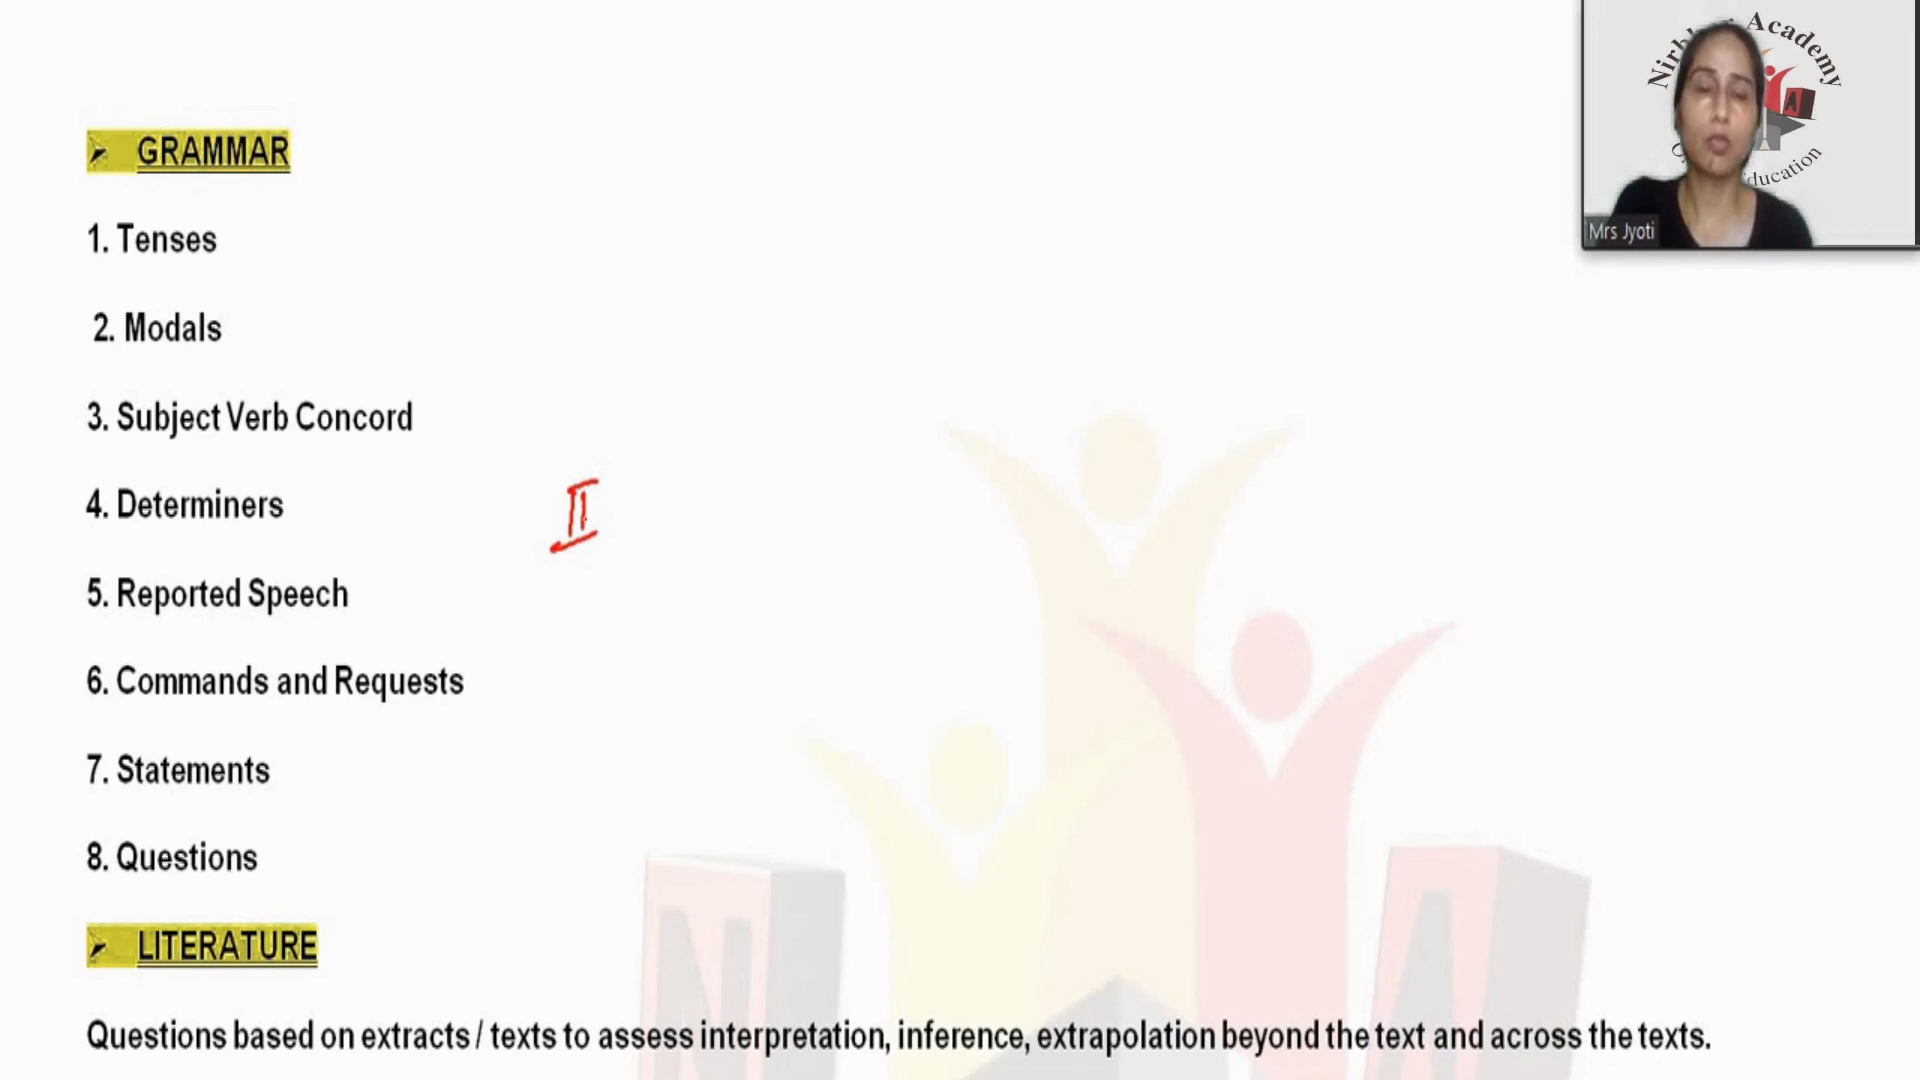 GRAMMAR
1. Tenses
2. Modals
3. Subject Verb Concord
4. Determiners
II
5. Reported Speech
6. Commands and Requests
7. Statements
8. Questions
LITERATURE
Questions based on extracts / texts to assess interpretation, inference, extrapolation beyond the text and across the texts.
Academy
Mrs Jyoti
N
A
A